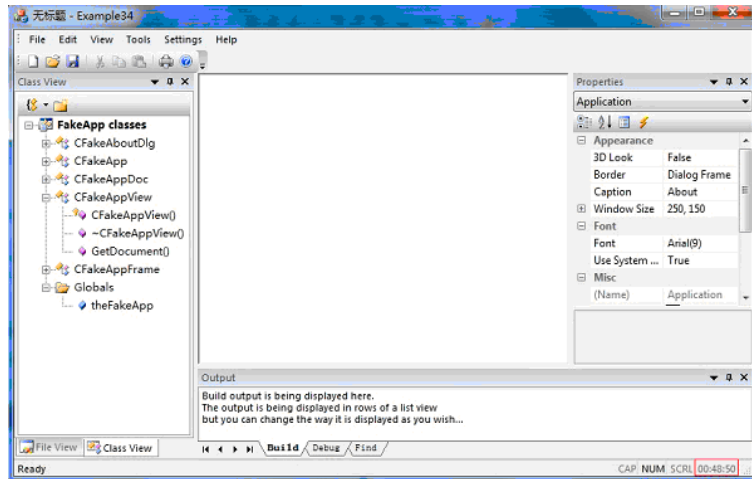 无标题 - Example34
File Edit View Tools Settings Help
Class View
FakeApp classes
CFakeAboutDlg
CFakeApp
CFakeAppDoc
CFakeAppView
CFakeAppView()
~CFakeAppView()
GetDocument()
CFakeAppFrame
Globals
theFakeApp
File View Class View
Properties
Application
Appearance
3D Look False
Border Dialog Frame
Caption About
Window Size 250, 150
Font
Font Arial(9)
Use System ... True
Misc
(Name) Application
Output
Build output is being displayed here.
The output is being displayed in rows of a list view
but you can change the way it is displayed as you wish...
Build Debug Find
Ready
CAP NUM SCRL 00:48:50